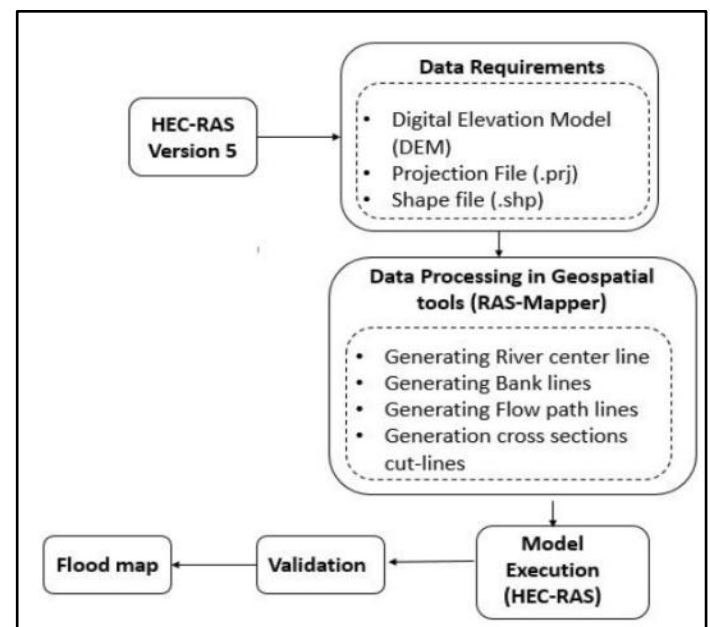 HEC-RAS
Version 5
Data Requirements
• Digital Elevation Model
(DEM)
• Projection File (.prj)
• Shape file (.shp)
Data Processing in Geospatial
tools (RAS-Mapper)
• Generating River center line
• Generating Bank lines
• Generating Flow path lines
• Generation cross sections
cut-lines
Model
Execution
(HEC-RAS)
Validation
Flood map